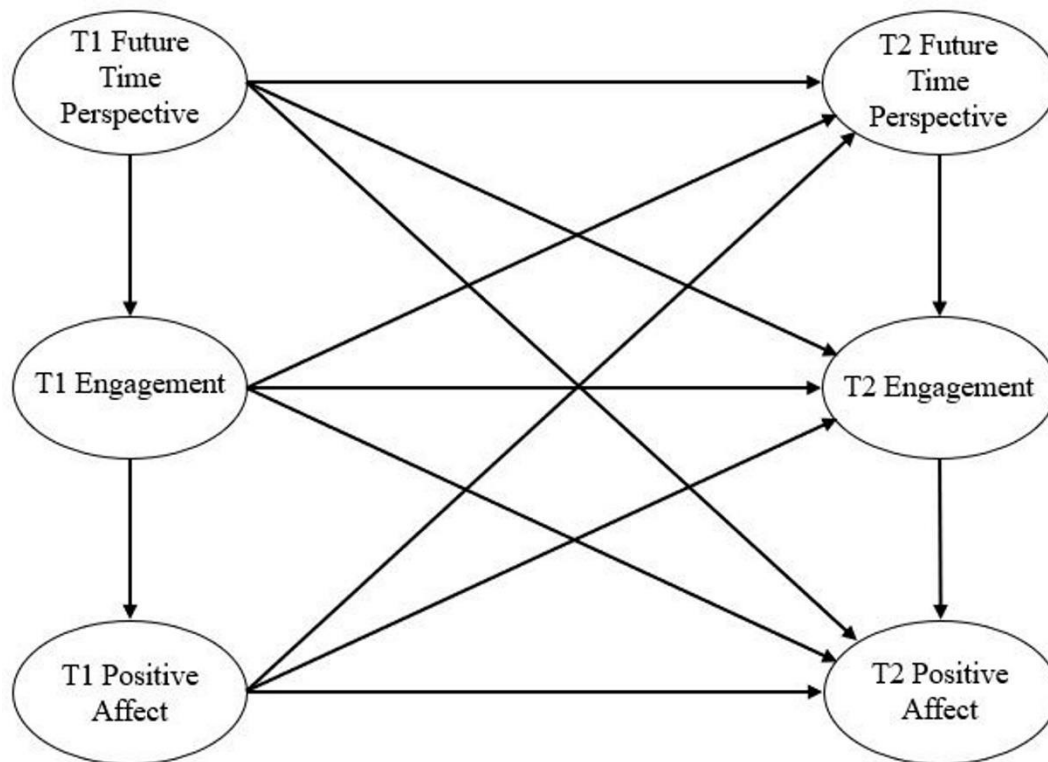 T1 Future
Time
Perspective
T2 Future
Time
Perspective
T1 Engagement
T2 Engagement
T1 Positive
Affect
T2 Positive
Affect